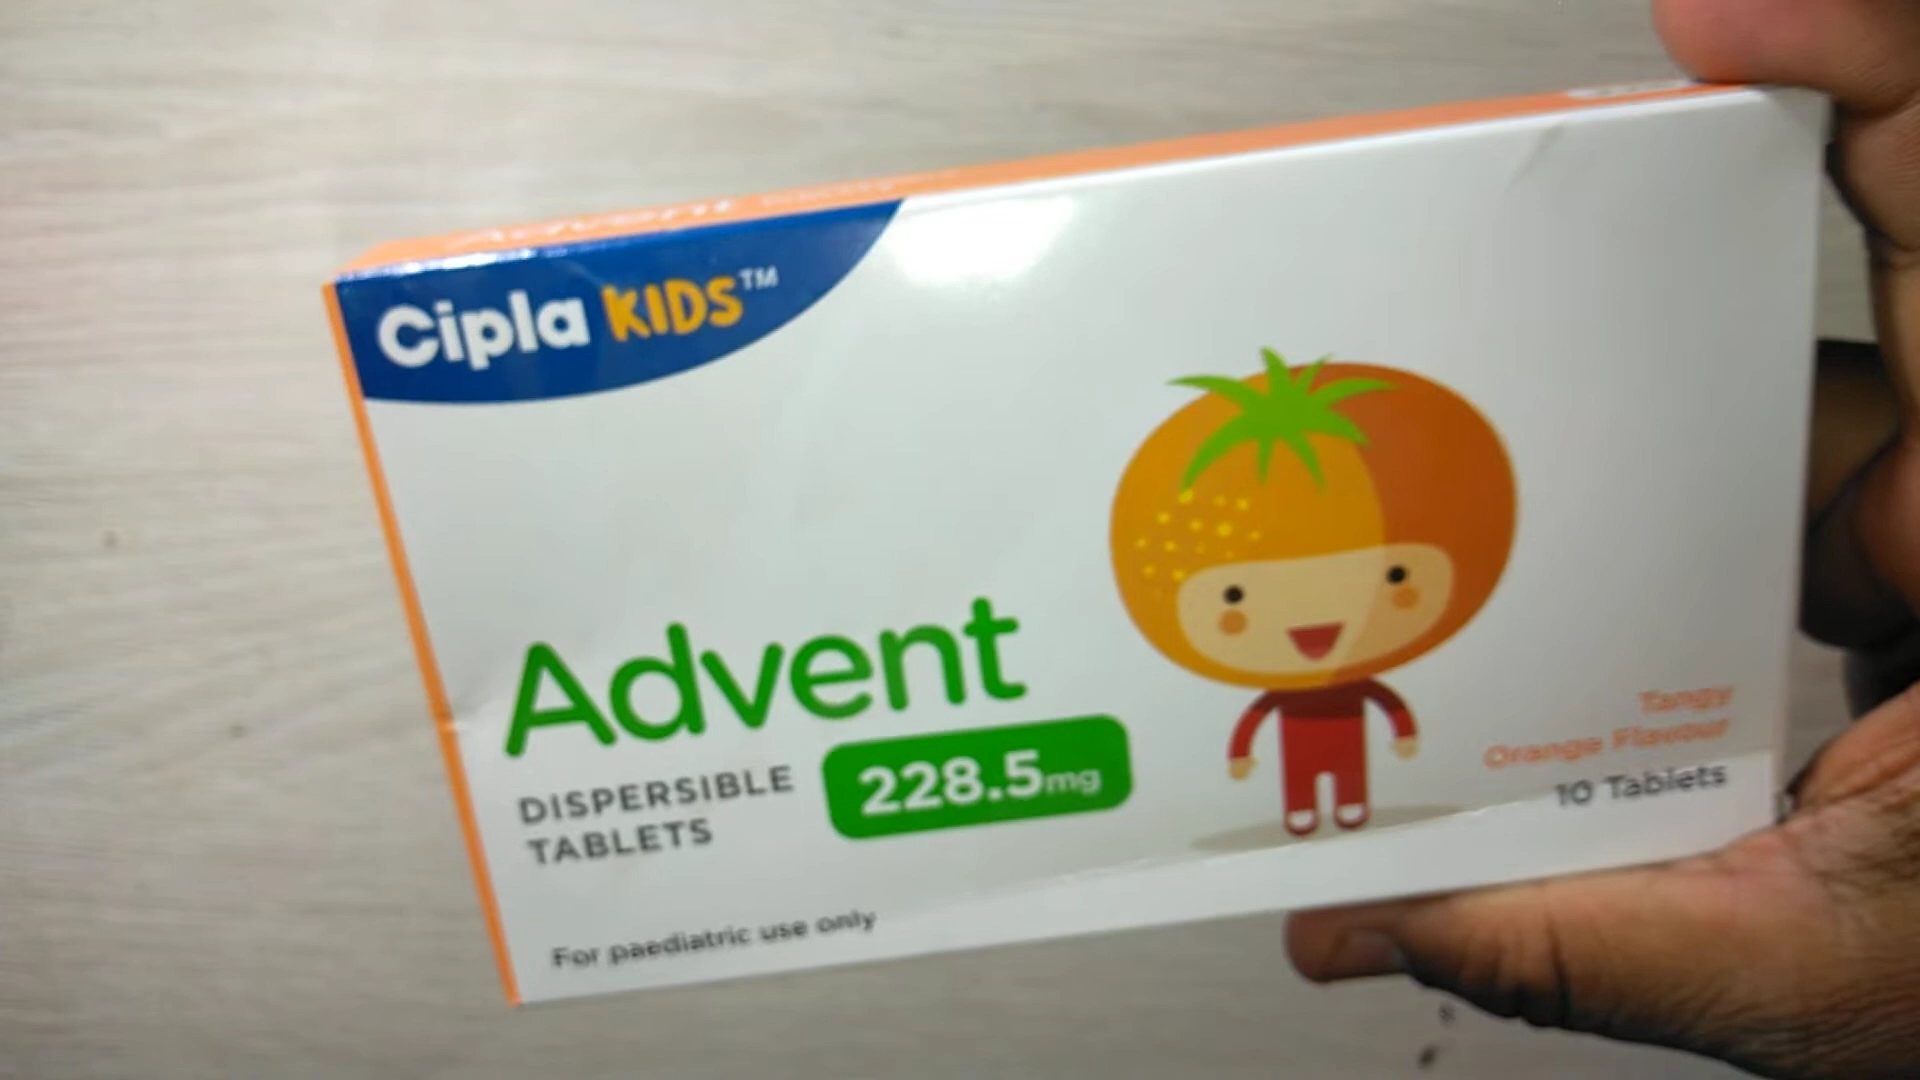 Cipla KIDS™
Advent
DISPERSIBLE
TABLETS
228.5mg
For paediatric use only
Tangy
Orange Flavour
10 Tablets